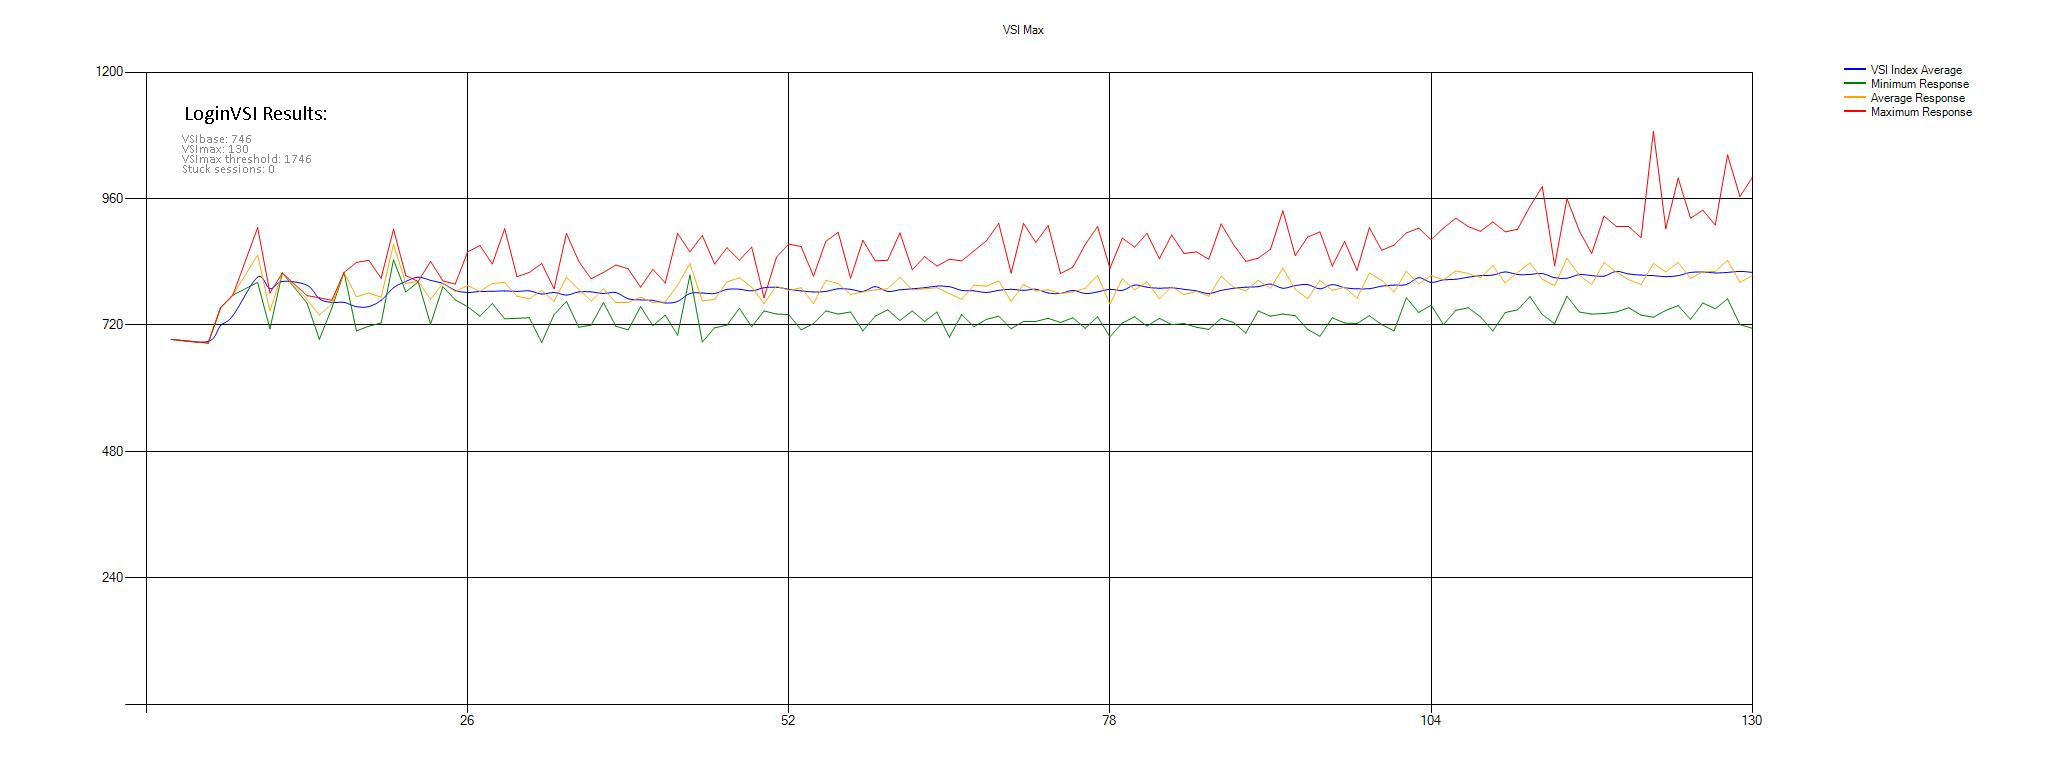 VSI Max
1200
960
720
480
240
LoginVSI Results:
VSIbase: 746
VSImax: 130
VSImax threshold: 1746
Stuck sessions: 0
VSI Index Average
Minimum Response
Average Response
Maximum Response
26 52 78 104 130